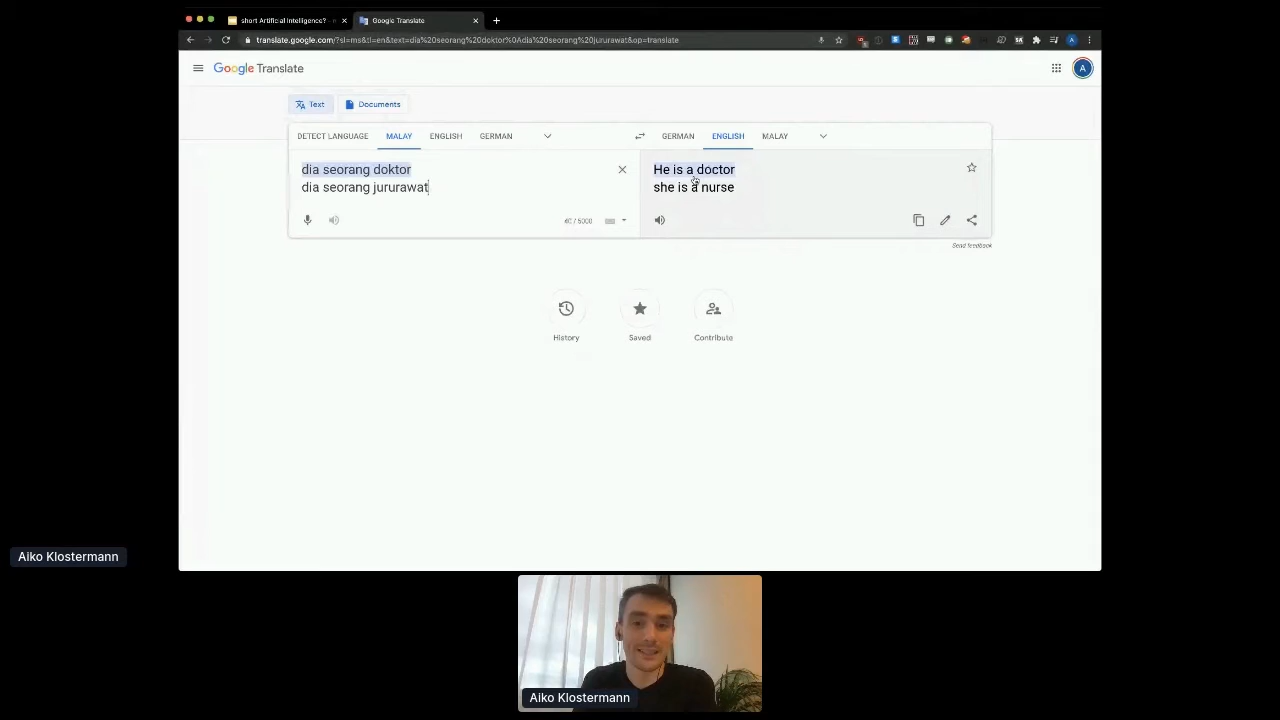 short Artificial Intelligence? -
Google Translate
translate.google.com/?sl=ms&tl=en&text=dia%20seorang%20doktor%0Adia%20seorang%20jururawat&op=translate
Google Translate
A
Text
Documents
DETECT LANGUAGE MALAY ENGLISH GERMAN
GERMAN ENGLISH MALAY
dia seorang doktor
dia seorang jururawat
He is a doctor
she is a nurse
/ 5000
Send feedback
History
Saved
Contribute
Aiko Klostermann
Aiko Klostermann